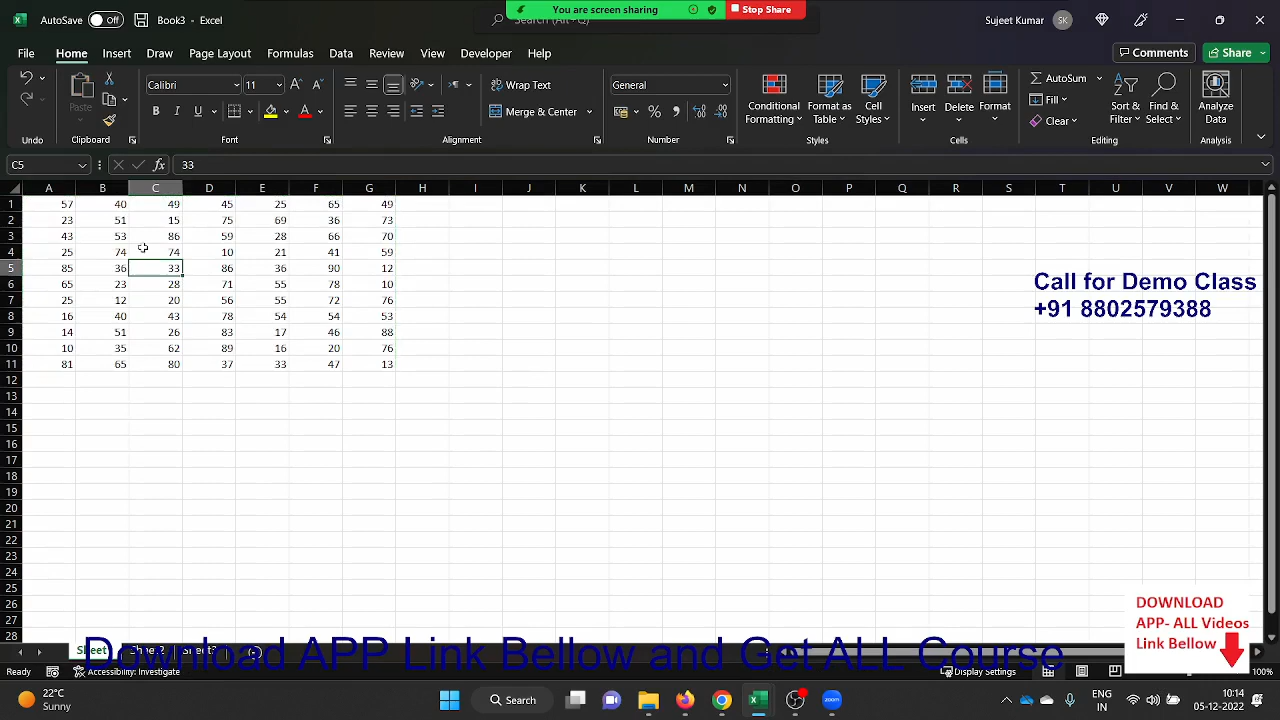 AutoSave Off Book3 - Excel
Search (Alt+Q)
You are screen sharing Stop Share
Sujeet Kumar SK
File Home Insert Draw Page Layout Formulas Data Review View Developer Help Comments Share
Paste
Calibri 11
Wrap Text
General
Conditional Formatting
Format as Table
Cell Styles
Insert Delete Format
AutoSum
Fill
Clear
Sort & Filter
Find & Select
Analyze Data
B I U A
Merge & Center
Undo Clipboard Font Alignment Number Styles Cells Editing
C5 fx 33
A B C D E F G H I J K L M N O P Q R S T U V W
1 57 40 49 45 25 65 49
2 23 51 15 75 69 36 73
3 43 53 86 59 28 66 70
4 25 74 74 10 21 41 59
5 85 36 33 86 36 90 12
6 65 23 28 71 55 78 10
7 25 12 20 56 55 72 76
8 16 40 43 78 54 54 53
9 14 51 26 83 17 46 88
10 10 35 62 89 16 20 76
11 81 65 80 37 33 47 13
12
13
14
15
16
17
18
19
20
21
22
23
24
25
26
27
28
Call for Demo Class
+91 8802579388
DOWNLOAD
APP- ALL Videos
Link Bellow
Download APP Link Bellow and Get ALL Course
Ready Accessibility: Investigate Display Settings 100%
22°C
Sunny
Search
zoom
ENG
IN
10:14
05-12-2022